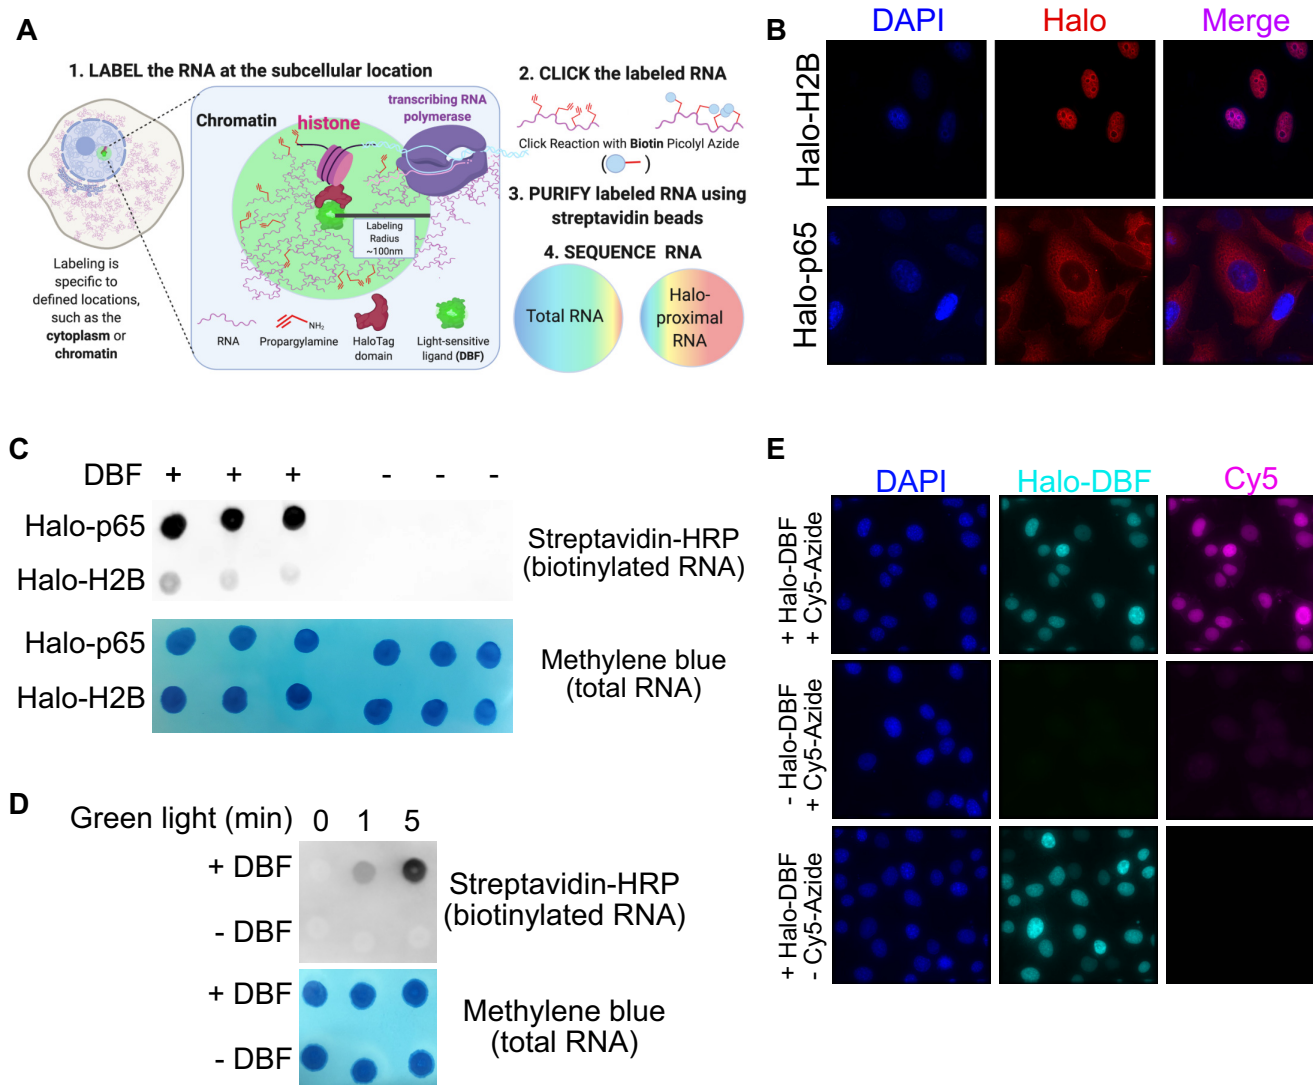 A
1. LABEL the RNA at the subcellular location
Chromatin
histone
transcribing RNA
polymerase
Labeling
Radius
~100nm
Labeling is
specific to
defined locations,
such as the
cytoplasm or
chromatin
RNA
Propargylamine
NH₂
HaloTag
domain
Light-sensitive
ligand (DBF)
2. CLICK the labeled RNA
Click Reaction with Biotin Picolyl Azide
( )
3. PURIFY labeled RNA using
streptavidin beads
4. SEQUENCE RNA
Total RNA
Halo-
proximal
RNA
B
DAPI Halo Merge
Halo-H2B
Halo-p65
C
DBF + + + - - -
Halo-p65
Halo-H2B
Streptavidin-HRP
(biotinylated RNA)
Halo-p65
Halo-H2B
Methylene blue
(total RNA)
D
Green light (min) 0 1 5
+ DBF
- DBF
Streptavidin-HRP
(biotinylated RNA)
+ DBF
- DBF
Methylene blue
(total RNA)
E
DAPI Halo-DBF Cy5
+ Halo-DBF
+ Cy5-Azide
- Halo-DBF
+ Cy5-Azide
+ Halo-DBF
- Cy5-Azide